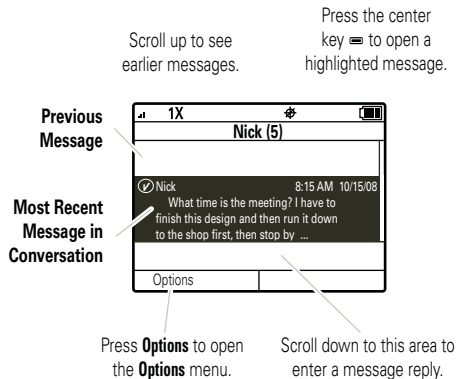 Scroll up to see
earlier messages.
Press the center
key to open a
highlighted message.
Previous
Message
Most Recent
Message in
Conversation
1X
Nick (5)
Nick 8:15 AM 10/15/08
What time is the meeting? I have to
finish this design and then run it down
to the shop first, then stop by ...
Options
Press Options to open
the Options menu.
Scroll down to this area to
enter a message reply.